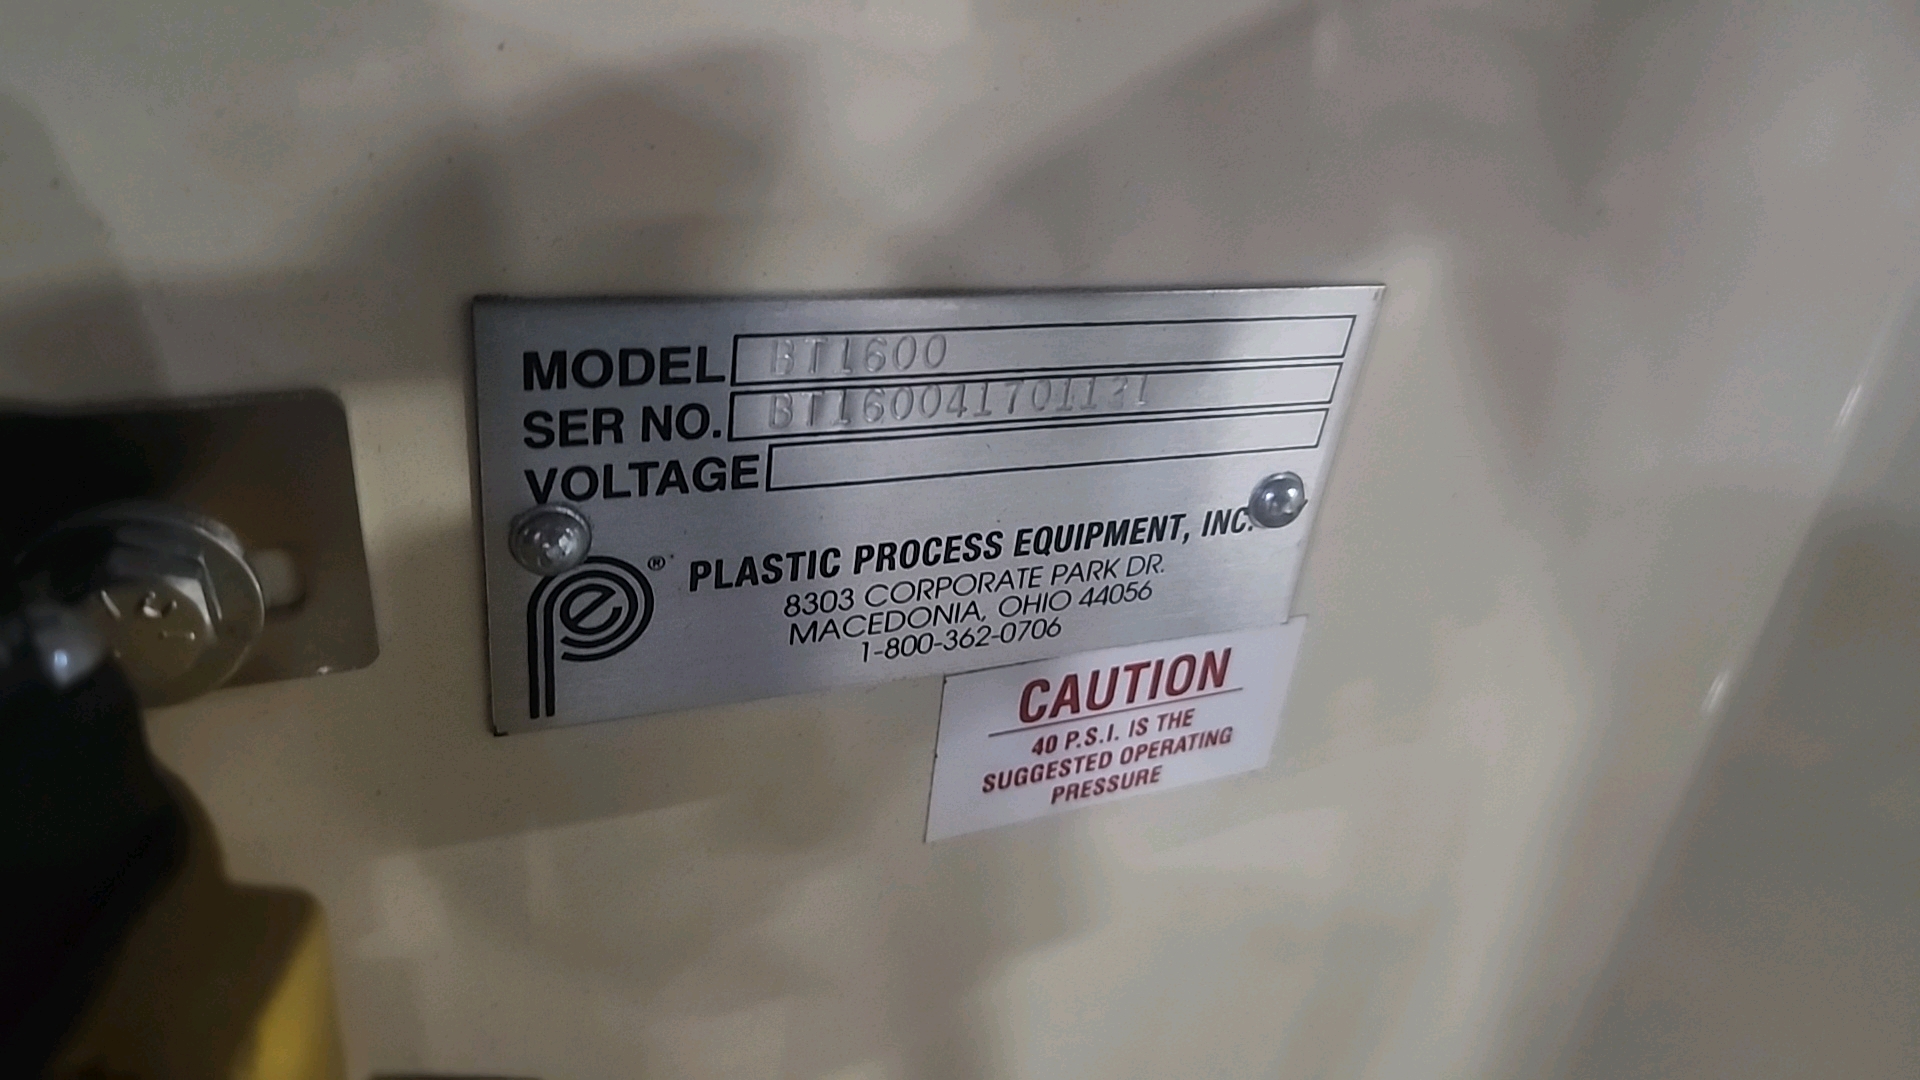 MODEL BT1600
SER NO.
VOLTAGE
pe® PLASTIC PROCESS EQUIPMENT, INC.
8303 CORPORATE PARK DR.
MACEDONIA, OHIO 44056
1-800-362-0706
CAUTION
40 P.S.I. IS THE
SUGGESTED OPERATING
PRESSURE